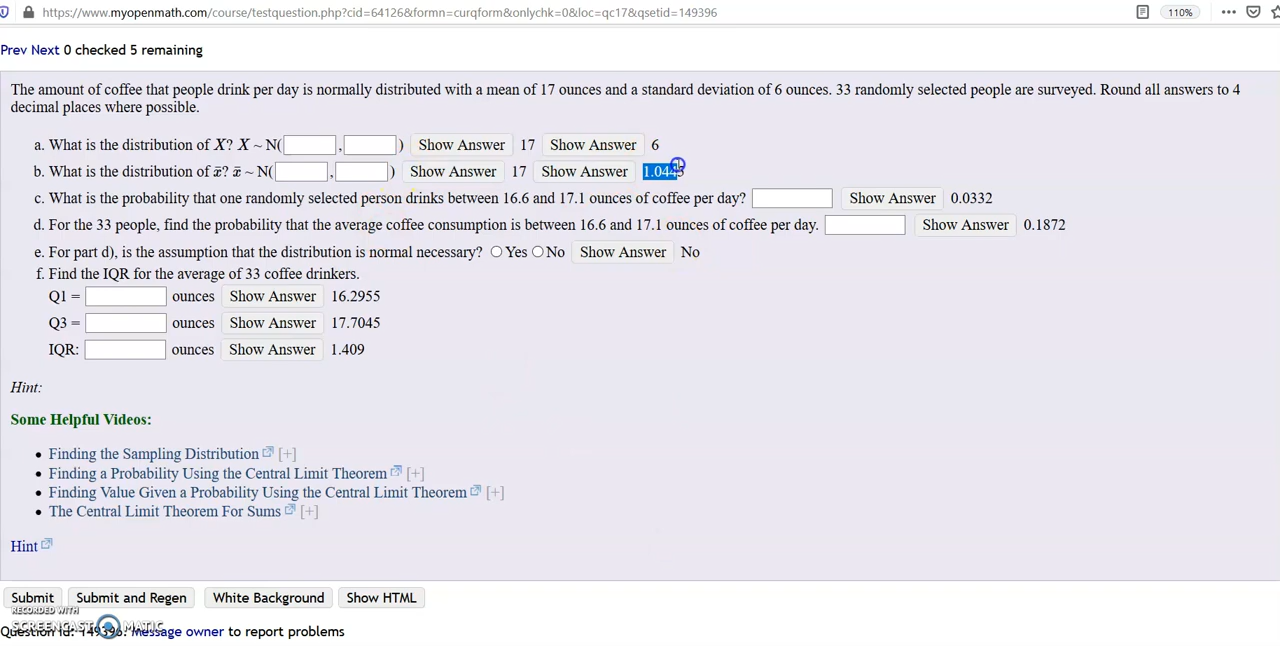 https://www.myopenmath.com/course/testquestion.php?cid=64126&formn=curqform&onlychk=0&loc=qc17&qsetid=149396 110%
Prev Next 0 checked 5 remaining
The amount of coffee that people drink per day is normally distributed with a mean of 17 ounces and a standard deviation of 6 ounces. 33 randomly selected people are surveyed. Round all answers to 4
decimal places where possible.
a. What is the distribution of X? X ~ N( , ) Show Answer 17 Show Answer 6
b. What is the distribution of x̄? x̄ ~ N( , ) Show Answer 17 Show Answer 1.0445
c. What is the probability that one randomly selected person drinks between 16.6 and 17.1 ounces of coffee per day? Show Answer 0.0332
d. For the 33 people, find the probability that the average coffee consumption is between 16.6 and 17.1 ounces of coffee per day. Show Answer 0.1872
e. For part d), is the assumption that the distribution is normal necessary? Yes No Show Answer No
f. Find the IQR for the average of 33 coffee drinkers.
Q1 = ounces Show Answer 16.2955
Q3 = ounces Show Answer 17.7045
IQR: ounces Show Answer 1.409
Hint:
Some Helpful Videos:
• Finding the Sampling Distribution [+]
• Finding a Probability Using the Central Limit Theorem [+]
• Finding Value Given a Probability Using the Central Limit Theorem [+]
• The Central Limit Theorem For Sums [+]
Hint
Submit Submit and Regen White Background Show HTML
RECORDED WITH
SCREENCAST MATIC
Question id: 149396. Message owner to report problems